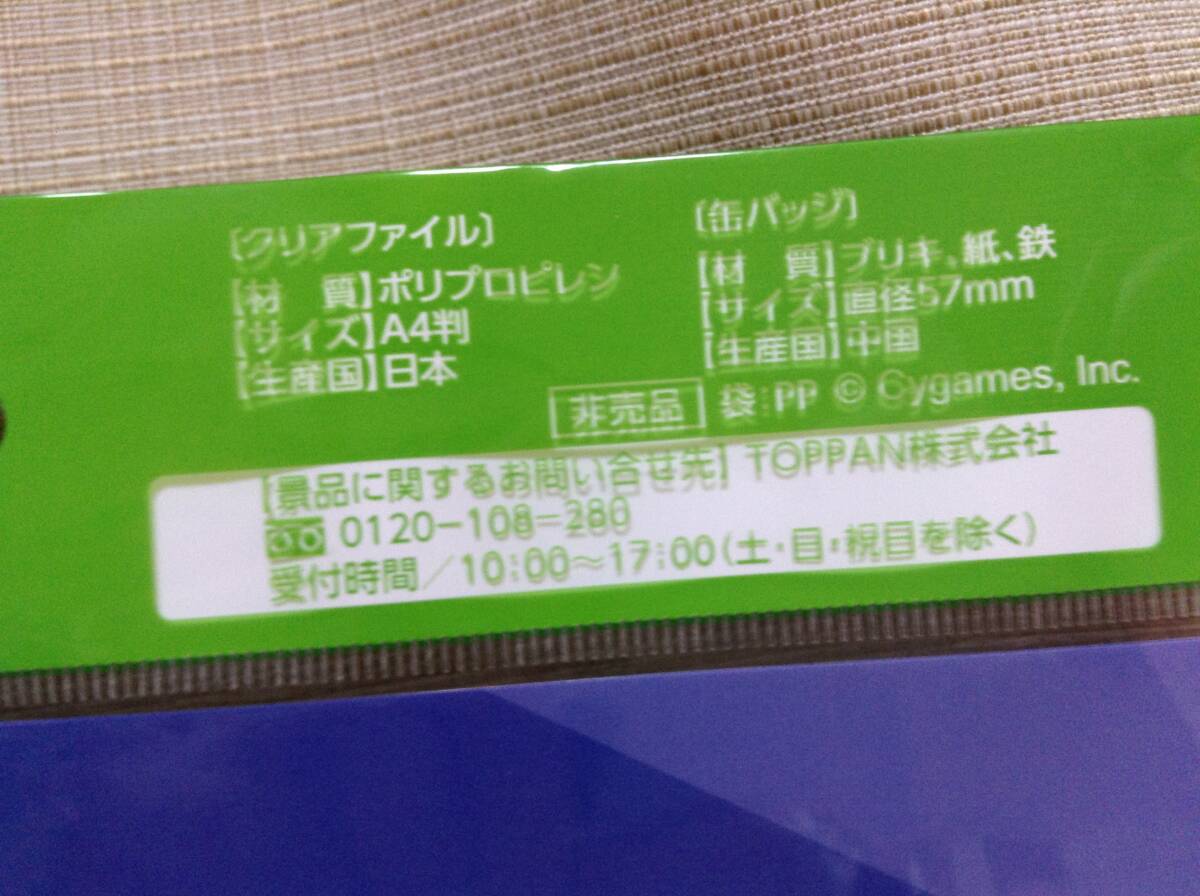 〔クリアファイル〕
【材　質】ポリプロピレン
【サイズ】A4判
【生産国】日本
〔缶バッジ〕
【材　質】ブリキ、紙、鉄
【サイズ】直径57mm
【生産国】中国
非売品 袋:PP © Cygames, Inc.
【景品に関するお問い合せ先】TOPPAN株式会社
0120-108-280
受付時間/10:00～17:00(土・日・祝日を除く)